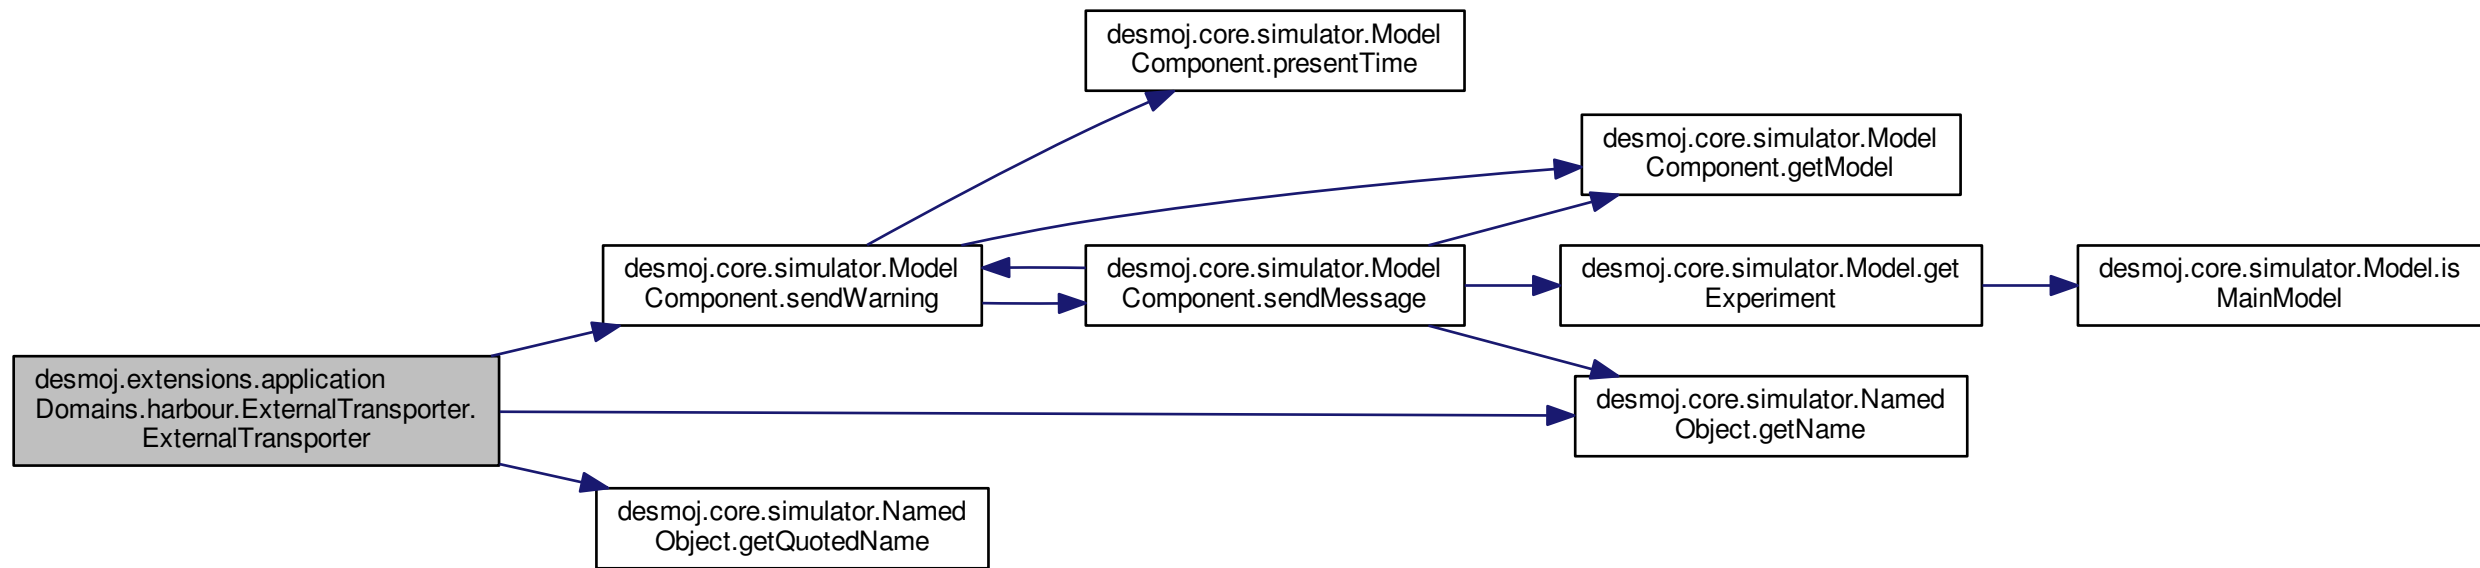 desmoj.core.simulator.Model
Component.presentTime
desmoj.core.simulator.Model
Component.getModel
desmoj.core.simulator.Model
Component.sendWarning
desmoj.core.simulator.Model
Component.sendMessage
desmoj.core.simulator.Model.get
Experiment
desmoj.core.simulator.Model.is
MainModel
desmoj.extensions.application
Domains.harbour.ExternalTransporter.
ExternalTransporter
desmoj.core.simulator.Named
Object.getName
desmoj.core.simulator.Named
Object.getQuotedName